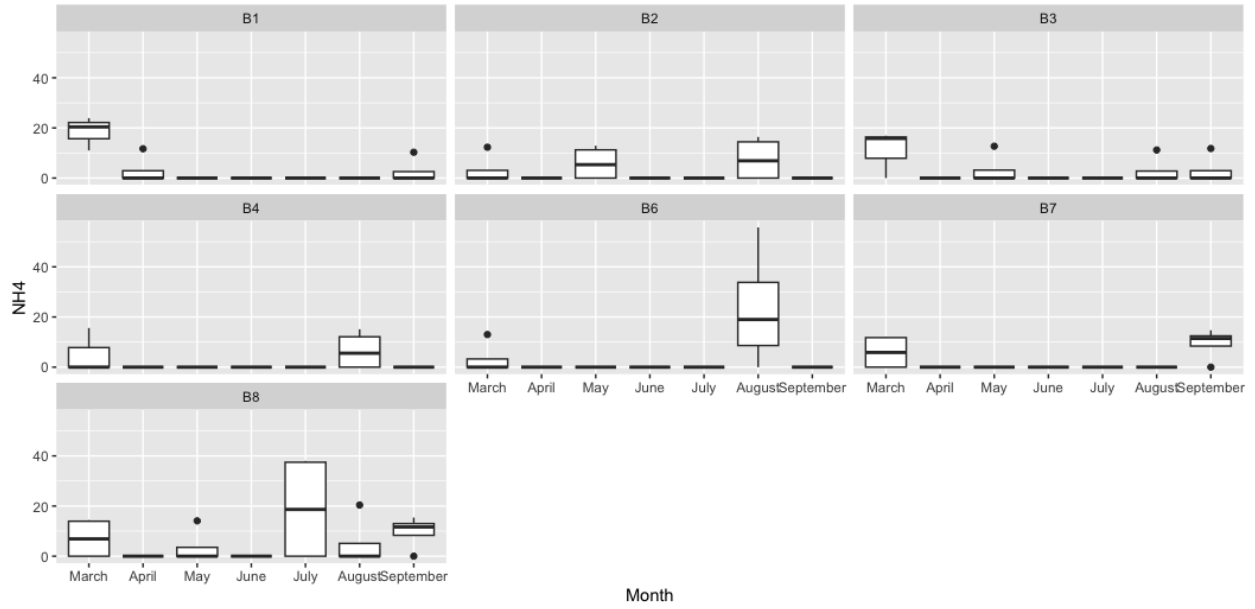 B1 B2 B3
40
20
0
B4 B6 B7
40
20
0
NH4
March April May June July August September March April May June July August September
B8
40
20
0
March April May June July August September
Month